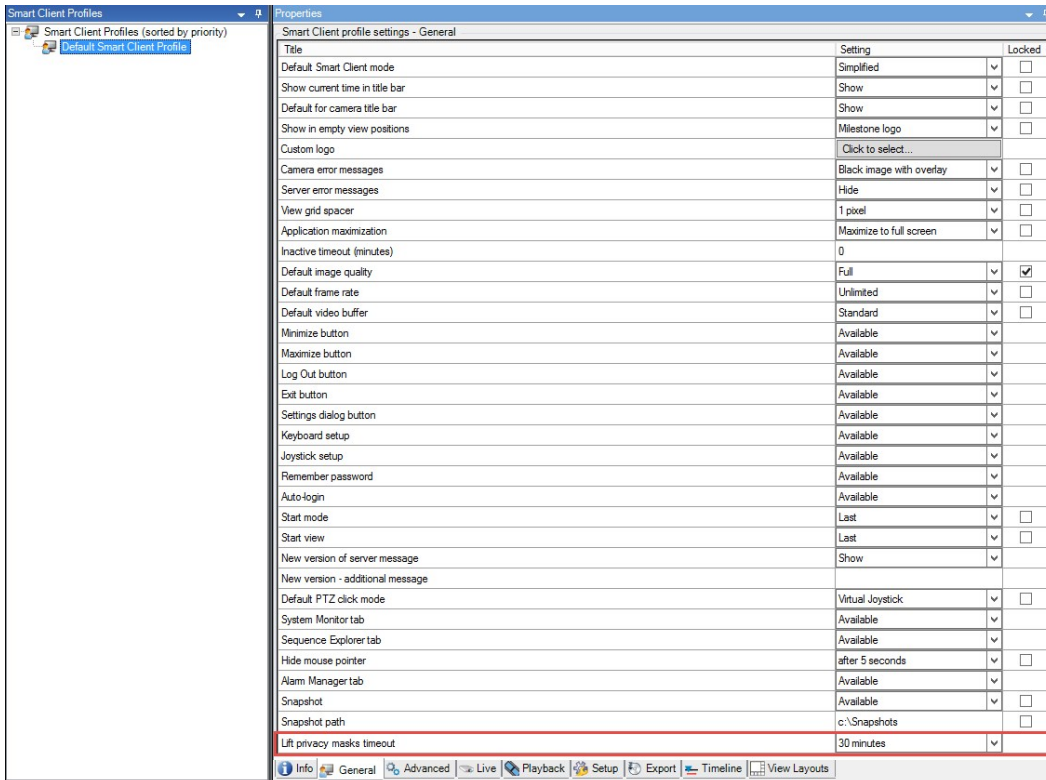 Smart Client Profiles
Smart Client Profiles (sorted by priority)
Default Smart Client Profile
Properties
Smart Client profile settings - General
Title Setting Locked
Default Smart Client mode Simplified
Show current time in title bar Show
Default for camera title bar Show
Show in empty view positions Milestone logo
Custom logo Click to select...
Camera error messages Black image with overlay
Server error messages Hide
View grid spacer 1 pixel
Application maximization Maximize to full screen
Inactive timeout (minutes) 0
Default image quality Full
Default frame rate Unlimited
Default video buffer Standard
Minimize button Available
Maximize button Available
Log Out button Available
Exit button Available
Settings dialog button Available
Keyboard setup Available
Joystick setup Available
Remember password Available
Auto-login Available
Start mode Last
Start view Last
New version of server message Show
New version - additional message
Default PTZ click mode Virtual Joystick
System Monitor tab Available
Sequence Explorer tab Available
Hide mouse pointer after 5 seconds
Alarm Manager tab Available
Snapshot Available
Snapshot path c:\Snapshots
Lift privacy masks timeout 30 minutes
Info General Advanced Live Playback Setup Export Timeline View Layouts